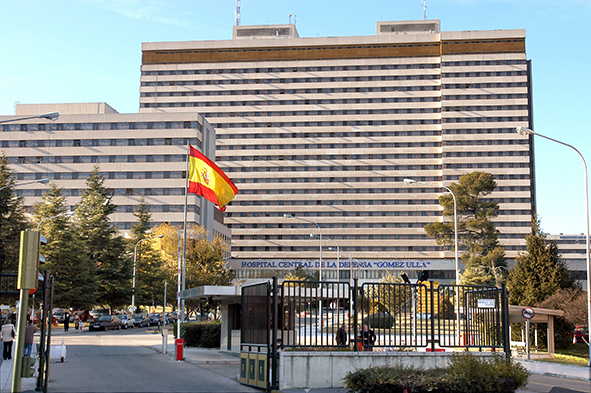 HOSPITAL CENTRAL DE LA DEFENSA "GOMEZ ULLA"